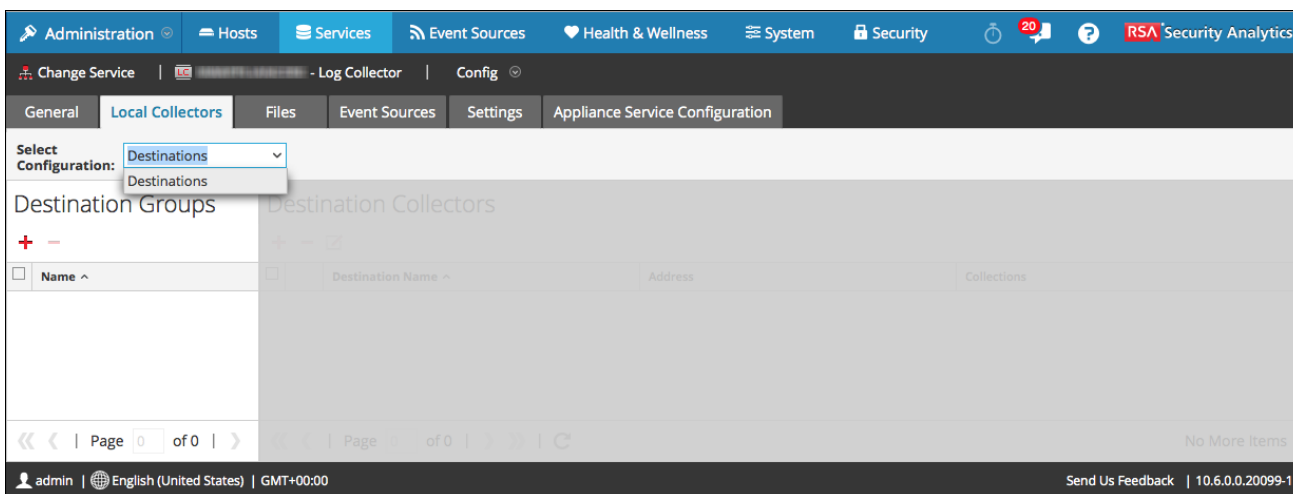 Administration Hosts Services Event Sources Health & Wellness System Security 20 ? RSA Security Analytics
Change Service | LC - Log Collector | Config
General Local Collectors Files Event Sources Settings Appliance Service Configuration
Select
Configuration: Destinations
Destinations
Destination Groups Destination Collectors
Name Destination Name Address Collections
| Page 0 of 0 | | Page of 0 | | No More Items
admin | English (United States) | GMT+00:00 Send Us Feedback | 10.6.0.0.20099-1